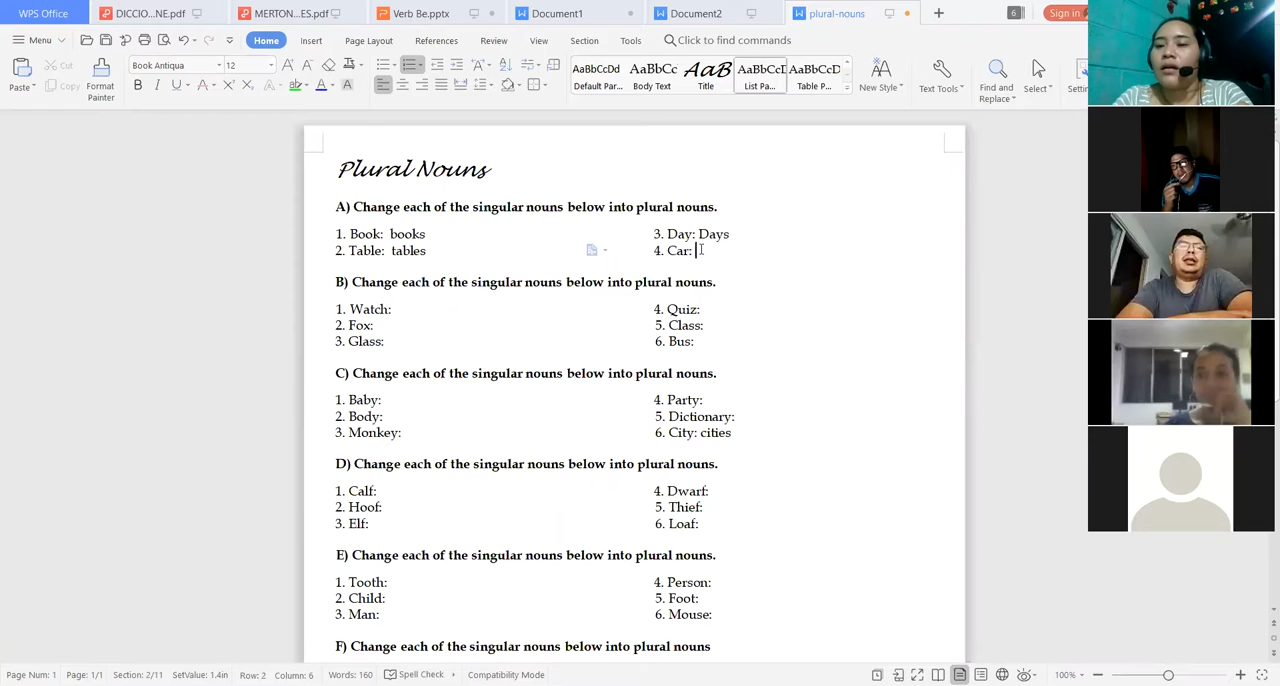 WPS Office
DICCIO...NE.pdf
MERTON...ES.pdf
Verb Be.pptx
Document1
Document2
plural-nouns
6
Sign in
Menu
Home
Insert
Page Layout
References
Review
View
Section
Tools
Click to find commands
Paste
Cut
Copy
Format
Painter
Book Antiqua
12
AaBbCcDd
Default Par...
AaBbCc
Body Text
AaB
Title
AaBbCcI
List Pa...
AaBbCcD
Table P...
New Style
Text Tools
Find and
Replace
Select
Plural Nouns
A) Change each of the singular nouns below into plural nouns.
1. Book: books
2. Table: tables
3. Day: Days
4. Car:
B) Change each of the singular nouns below into plural nouns.
1. Watch:
2. Fox:
3. Glass:
4. Quiz:
5. Class:
6. Bus:
C) Change each of the singular nouns below into plural nouns.
1. Baby:
2. Body:
3. Monkey:
4. Party:
5. Dictionary:
6. City: cities
D) Change each of the singular nouns below into plural nouns.
1. Calf:
2. Hoof:
3. Elf:
4. Dwarf:
5. Thief:
6. Loaf:
E) Change each of the singular nouns below into plural nouns.
1. Tooth:
2. Child:
3. Man:
4. Person:
5. Foot:
6. Mouse:
F) Change each of the singular nouns below into plural nouns
Page Num: 1
Page: 1/1
Section: 2/11
SetValue: 1.4in
Row: 2
Column: 6
Words: 160
Spell Check
Compatibility Mode
100%